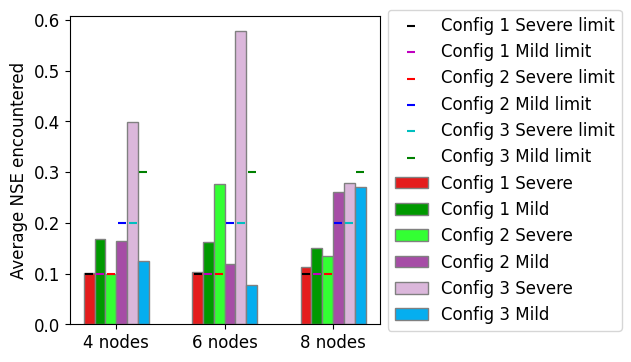 Average NSE encountered
0.6
0.5
0.4
0.3
0.2
0.1
0.0
4 nodes
6 nodes
8 nodes
Config 1 Severe limit
Config 1 Mild limit
Config 2 Severe limit
Config 2 Mild limit
Config 3 Severe limit
Config 3 Mild limit
Config 1 Severe
Config 1 Mild
Config 2 Severe
Config 2 Mild
Config 3 Severe
Config 3 Mild